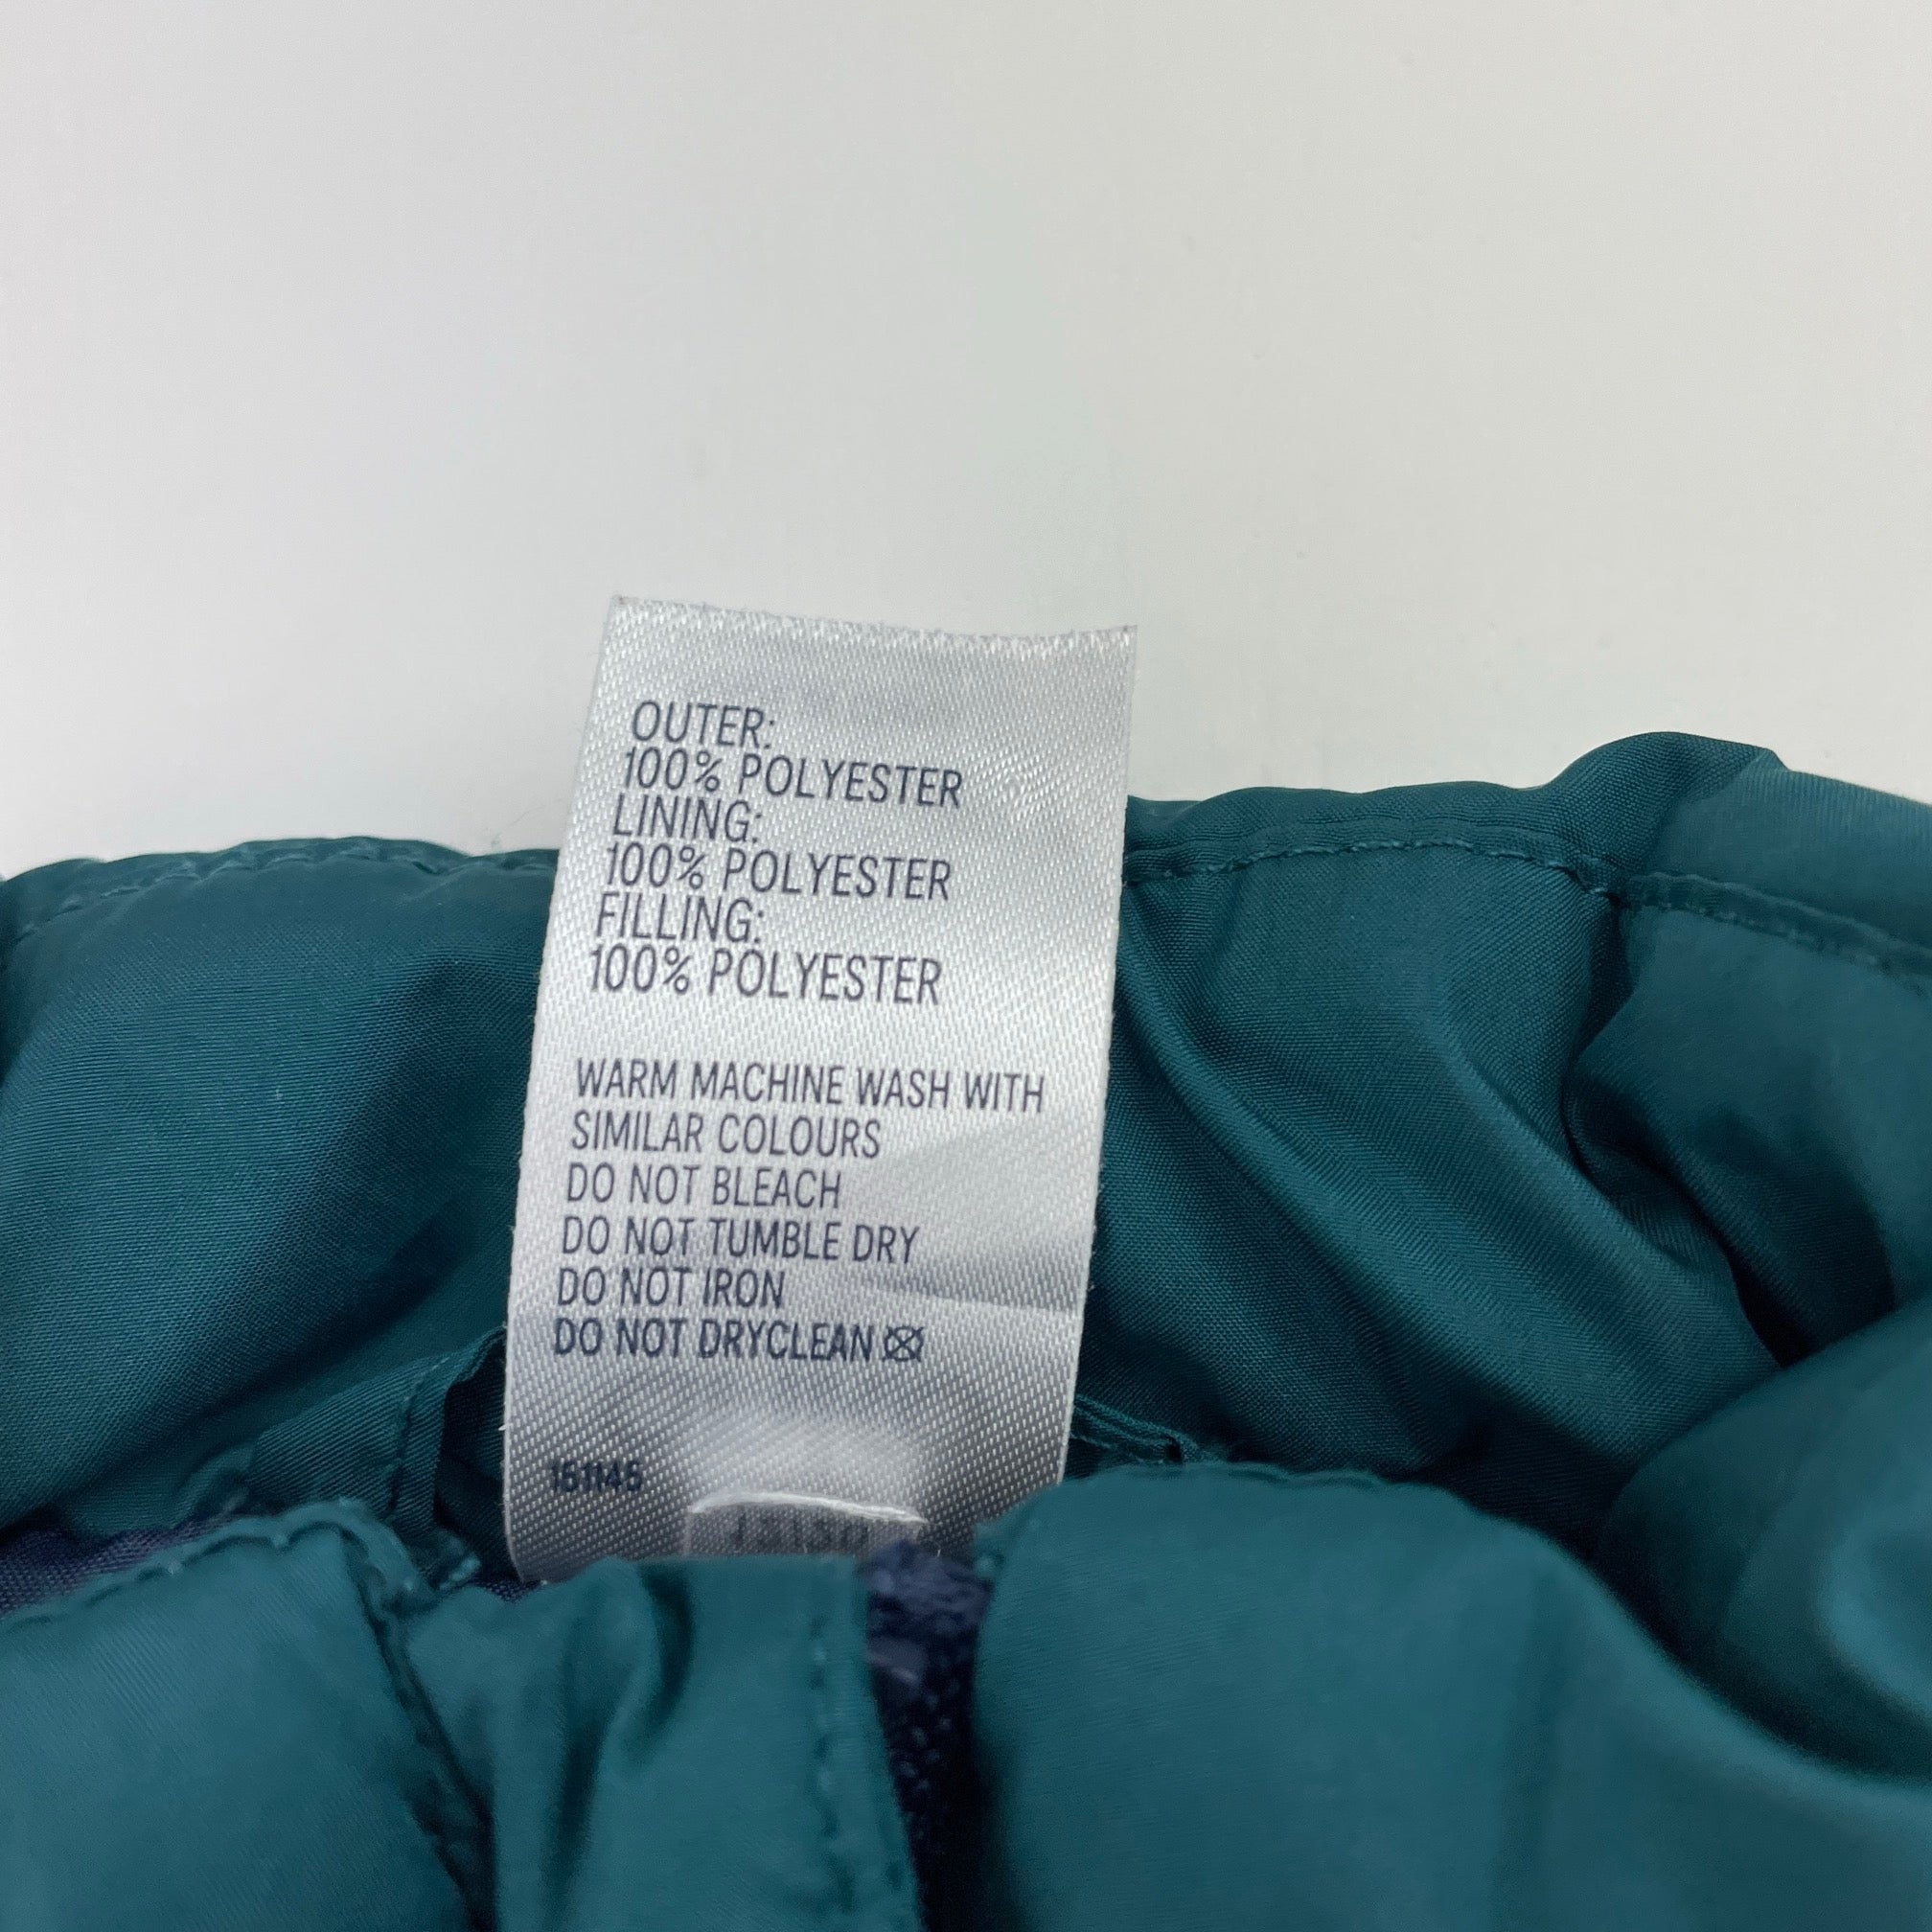 OUTER:
100% POLYESTER
LINING:
100% POLYESTER
FILLING:
100% POLYESTER
WARM MACHINE WASH WITH
SIMILAR COLOURS
DO NOT BLEACH
DO NOT TUMBLE DRY
DO NOT IRON
DO NOT DRYCLEAN